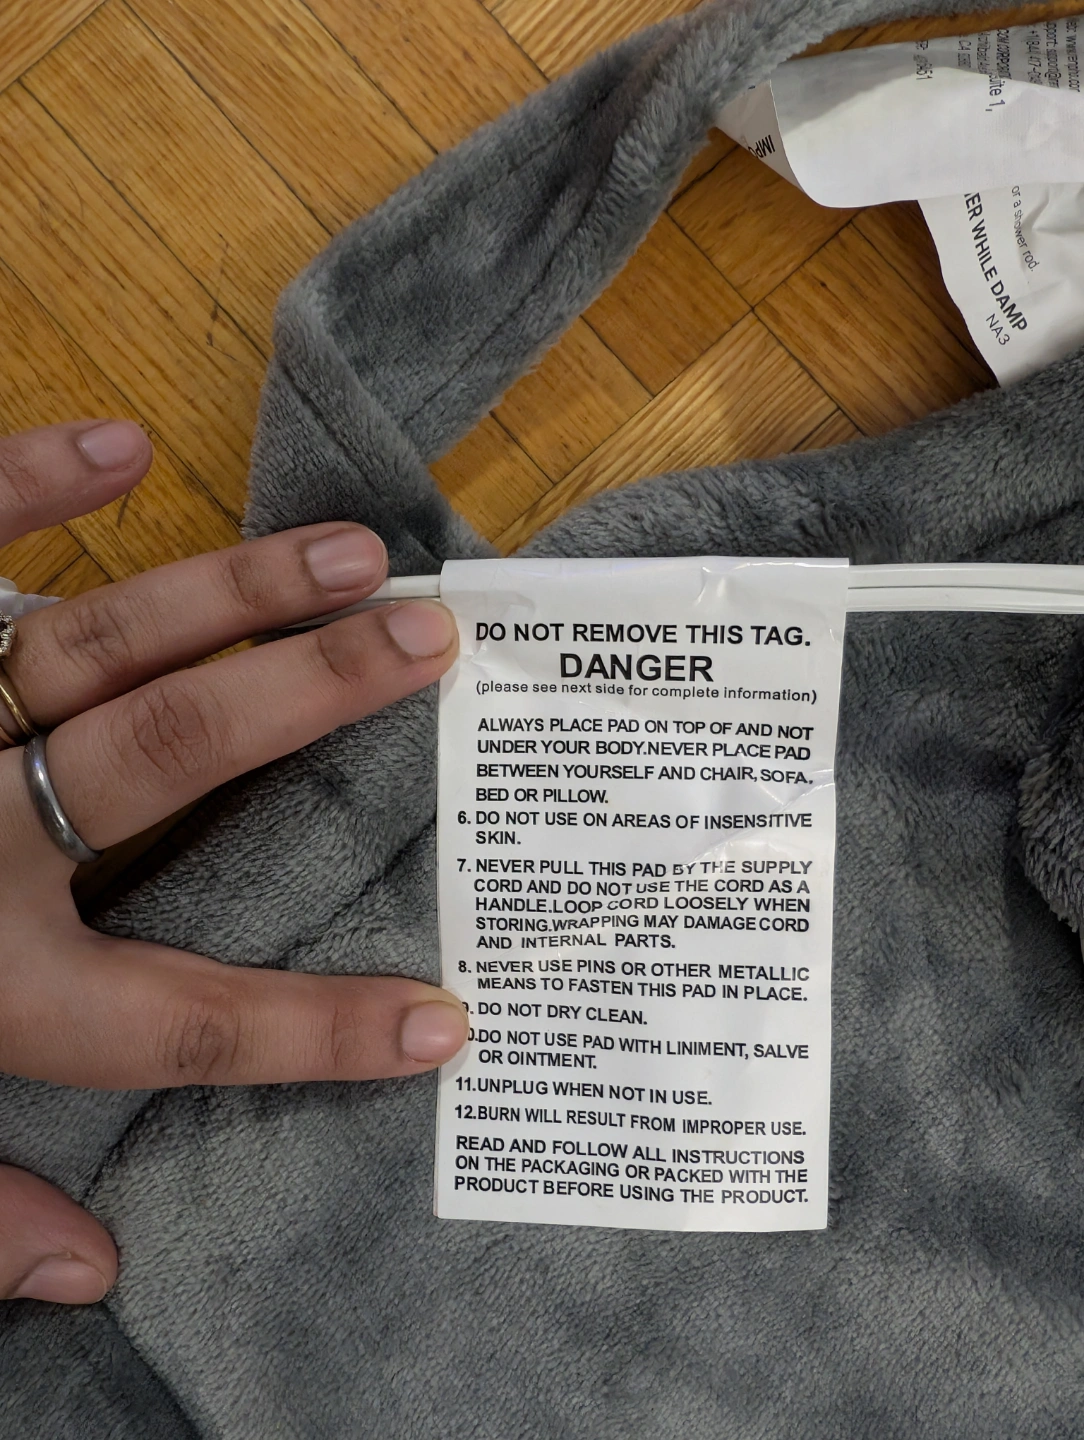 DO NOT REMOVE THIS TAG.
DANGER
(please see next side for complete information)
ALWAYS PLACE PAD ON TOP OF AND NOT
UNDER YOUR BODY.NEVER PLACE PAD
BETWEEN YOURSELF AND CHAIR, SOFA.
BED OR PILLOW.
6. DO NOT USE ON AREAS OF INSENSITIVE
SKIN.
7. NEVER PULL THIS PAD BY THE SUPPLY
CORD AND DO NOT USE THE CORD AS A
HANDLE.LOOP CORD LOOSELY WHEN
STORING.WRAPPING MAY DAMAGE CORD
AND INTERNAL PARTS.
8. NEVER USE PINS OR OTHER METALLIC
MEANS TO FASTEN THIS PAD IN PLACE.
. DO NOT DRY CLEAN.
.DO NOT USE PAD WITH LINIMENT, SALVE
OR OINTMENT.
11.UNPLUG WHEN NOT IN USE.
12.BURN WILL RESULT FROM IMPROPER USE.
READ AND FOLLOW ALL INSTRUCTIONS
ON THE PACKAGING OR PACKED WITH THE
PRODUCT BEFORE USING THE PRODUCT.
or a shower rod.
WHILE DAMP
NA3